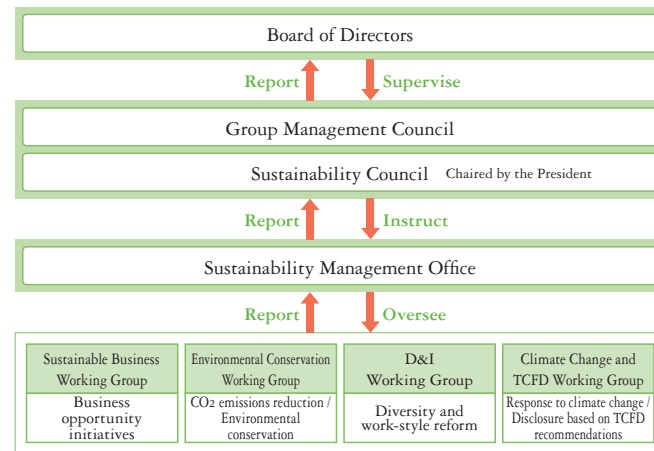 Board of Directors
Report
Supervise
Group Management Council
Sustainability Council Chaired by the President
Report
Instruct
Sustainability Management Office
Report
Oversee
Sustainable Business
Working Group
Business
opportunity
initiatives
Environmental Conservation
Working Group
CO2 emissions reduction /
Environmental
conservation
D&I
Working Group
Diversity and
work-style reform
Climate Change and
TCFD Working Group
Response to climate change /
Disclosure based on TCFD
recommendations